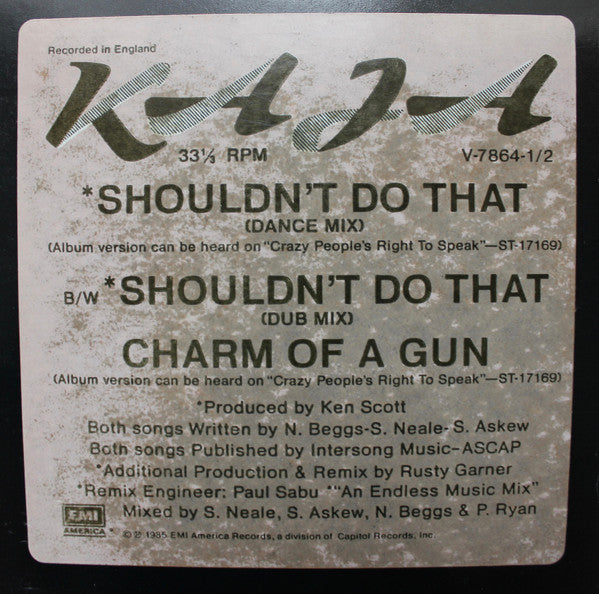 Recorded in England
KAJA
33⅓ RPM V-7864-1/2
*SHOULDN'T DO THAT
(DANCE MIX)
(Album version can be heard on "Crazy People's Right To Speak"—ST-17169)
B/W *SHOULDN'T DO THAT
(DUB MIX)
CHARM OF A GUN
(Album version can be heard on "Crazy People's Right To Speak"—ST-17169)
*Produced by Ken Scott
Both songs Written by N. Beggs-S. Neale- S. Askew
Both songs Published by Intersong Music-ASCAP
*Additional Production & Remix by Rusty Garner
*Remix Engineer: Paul Sabu *"An Endless Music Mix"
Mixed by S. Neale, S. Askew, N. Beggs & P. Ryan
EMI
AMERICA
© ℗ 1985 EMI America Records, a division of Capitol Records, Inc.